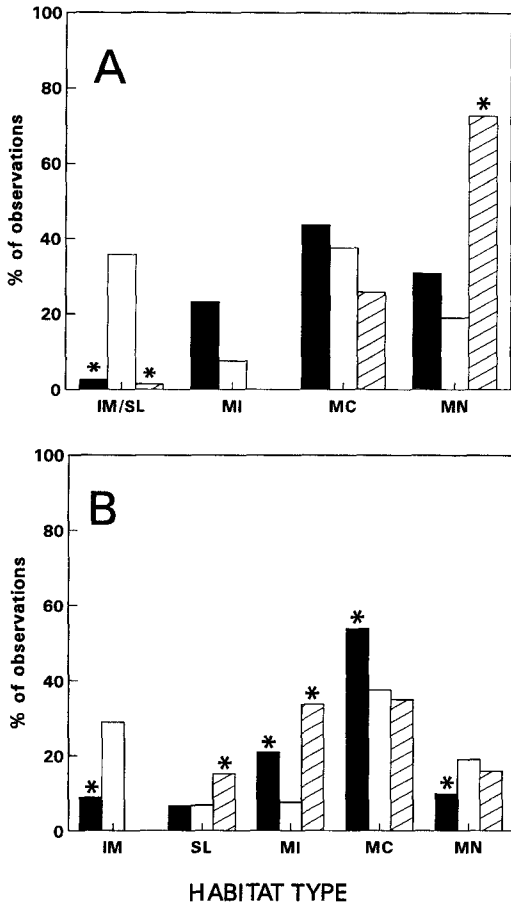 100
80
60
40
20
0
% of observations
A
* * *
IM/SL MI MC MN
100
80
60
40
20
0
% of observations
B
* * * * * *
IM SL MI MC MN
HABITAT TYPE